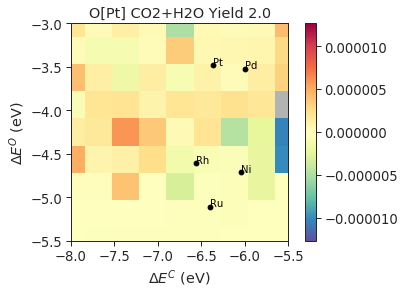 O[Pt] CO2+H2O Yield 2.0
−3.0
−3.5
−4.0
−4.5
−5.0
−5.5
ΔE^O (eV)
Pt
Pd
Rh
Ni
Ru
−8.0 −7.5 −7.0 −6.5 −6.0 −5.5
ΔE^C (eV)
0.000010
0.000005
0.000000
−0.000005
−0.000010